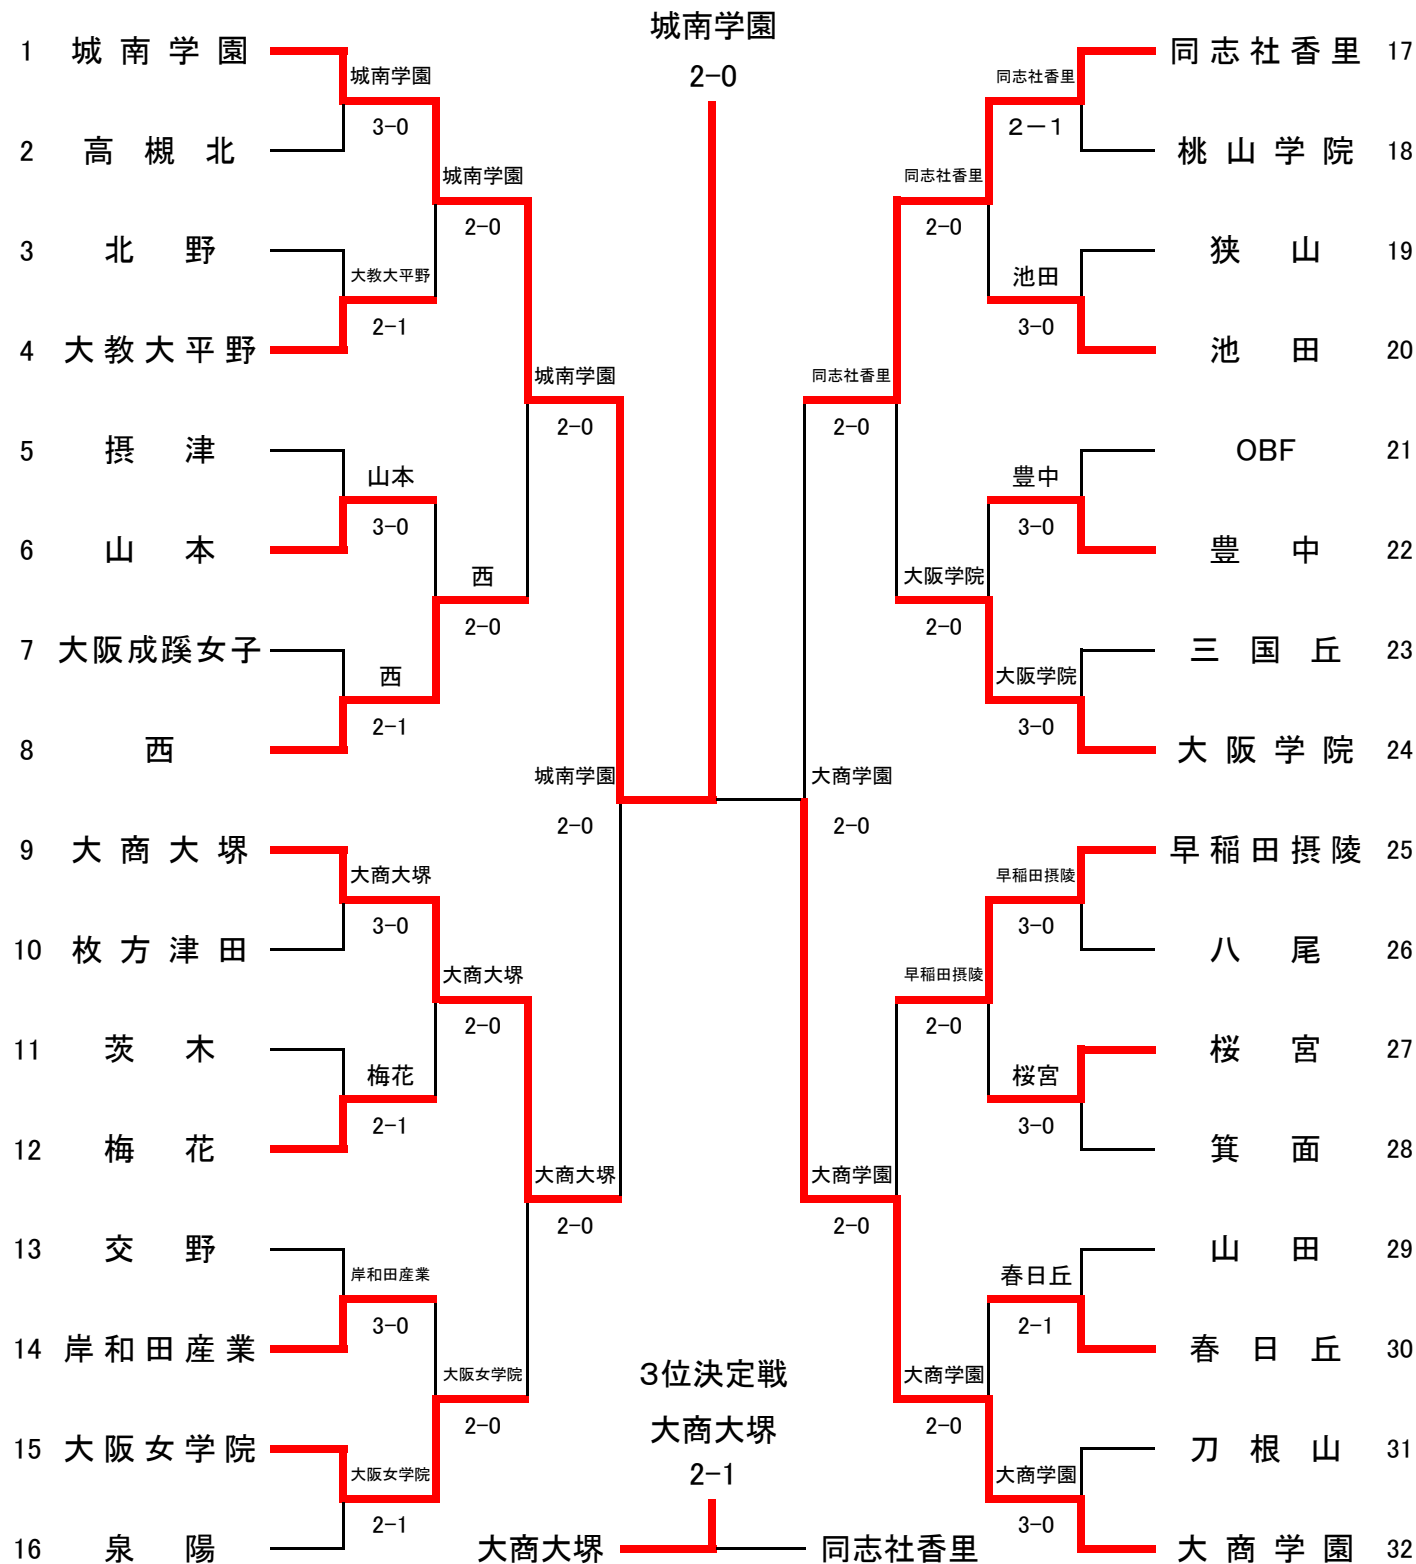 城南学園
2-0
1 城南学園
2 高槻北
3 北野
4 大教大平野
5 摂津
6 山本
7 大阪成蹊女子
8 西
9 大商大堺
10 枚方津田
11 茨木
12 梅花
13 交野
14 岸和田産業
15 大阪女学院
16 泉陽
城南学園
3-0
大教大平野
2-1
山本
3-0
西
2-1
大商大堺
3-0
梅花
2-1
岸和田産業
3-0
大阪女学院
2-1
城南学園
2-0
西
2-0
大商大堺
2-0
大阪女学院
2-0
城南学園
2-0
大商大堺
2-0
城南学園
2-0
大商学園
2-0
同志社香里
2-0
大商学園
2-0
同志社香里
2-0
大阪学院
2-0
早稲田摂陵
2-0
大商学園
2-0
同志社香里
2－1
池田
3-0
豊中
3-0
大阪学院
3-0
早稲田摂陵
3-0
桜宮
3-0
春日丘
2-1
大商学園
3-0
同志社香里 17
桃山学院 18
狭山 19
池田 20
OBF 21
豊中 22
三国丘 23
大阪学院 24
早稲田摂陵 25
八尾 26
桜宮 27
箕面 28
山田 29
春日丘 30
刀根山 31
大商学園 32
3位決定戦
大商大堺
2-1
大商大堺 同志社香里